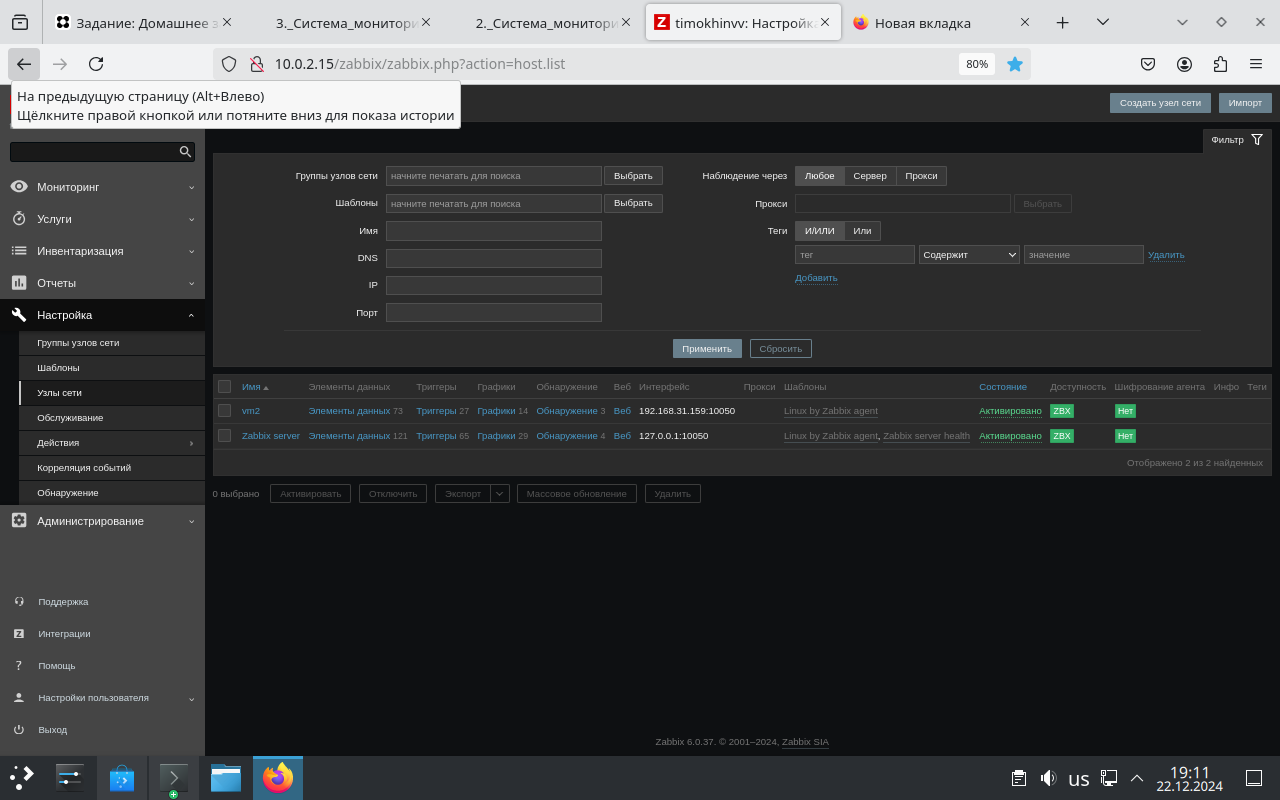 Задание: Домашнее з
3._Система_монитори
2._Система_монитори
timokhinvv: Настройка
Новая вкладка
10.0.2.15/zabbix/zabbix.php?action=host.list
80%
На предыдущую страницу (Alt+Влево)
Щёлкните правой кнопкой или потяните вниз для показа истории
Создать узел сети
Импорт
Фильтр
Мониторинг
Услуги
Инвентаризация
Отчеты
Настройка
Группы узлов сети
Шаблоны
Узлы сети
Обслуживание
Действия
Корреляция событий
Обнаружение
Администрирование
Поддержка
Интеграции
Помощь
Настройки пользователя
Выход
Группы узлов сети начните печатать для поиска Выбрать
Шаблоны начните печатать для поиска Выбрать
Имя
DNS
IP
Порт
Наблюдение через Любое Сервер Прокси
Прокси Выбрать
Теги И/ИЛИ Или
тег Содержит значение Удалить
Добавить
Применить Сбросить
Имя Элементы данных Триггеры Графики Обнаружение Веб Интерфейс Прокси Шаблоны Состояние Доступность Шифрование агента Инфо Теги
vm2 Элементы данных 73 Триггеры 27 Графики 14 Обнаружение 3 Веб 192.168.31.159:10050 Linux by Zabbix agent Активировано ZBX Нет
Zabbix server Элементы данных 121 Триггеры 65 Графики 29 Обнаружение 4 Веб 127.0.0.1:10050 Linux by Zabbix agent, Zabbix server health Активировано ZBX Нет
Отображено 2 из 2 найденных
0 выбрано Активировать Отключить Экспорт Массовое обновление Удалить
Zabbix 6.0.37. © 2001–2024, Zabbix SIA
us
19:11
22.12.2024